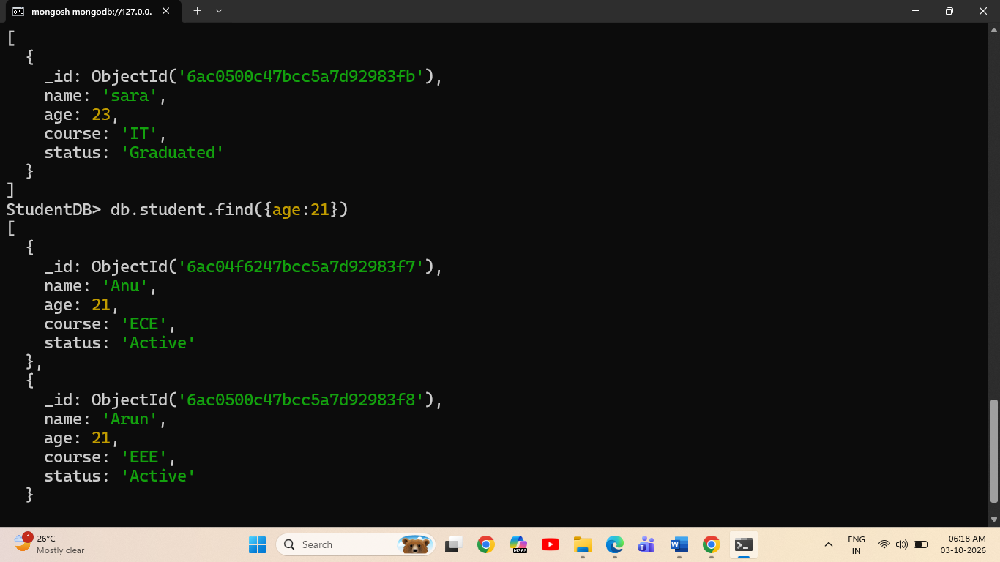 mongosh mongodb://127.0.0.
[
{
_id: ObjectId('6ac0500c47bcc5a7d92983fb'),
name: 'sara',
age: 23,
course: 'IT',
status: 'Graduated'
}
]
StudentDB> db.student.find({age:21})
[
{
_id: ObjectId('6ac04f6247bcc5a7d92983f7'),
name: 'Anu',
age: 21,
course: 'ECE',
status: 'Active'
},
{
_id: ObjectId('6ac0500c47bcc5a7d92983f8'),
name: 'Arun',
age: 21,
course: 'EEE',
status: 'Active'
}
1
26°C
Mostly clear
Search
M365
ENG
IN
06:18 AM
03-10-2026